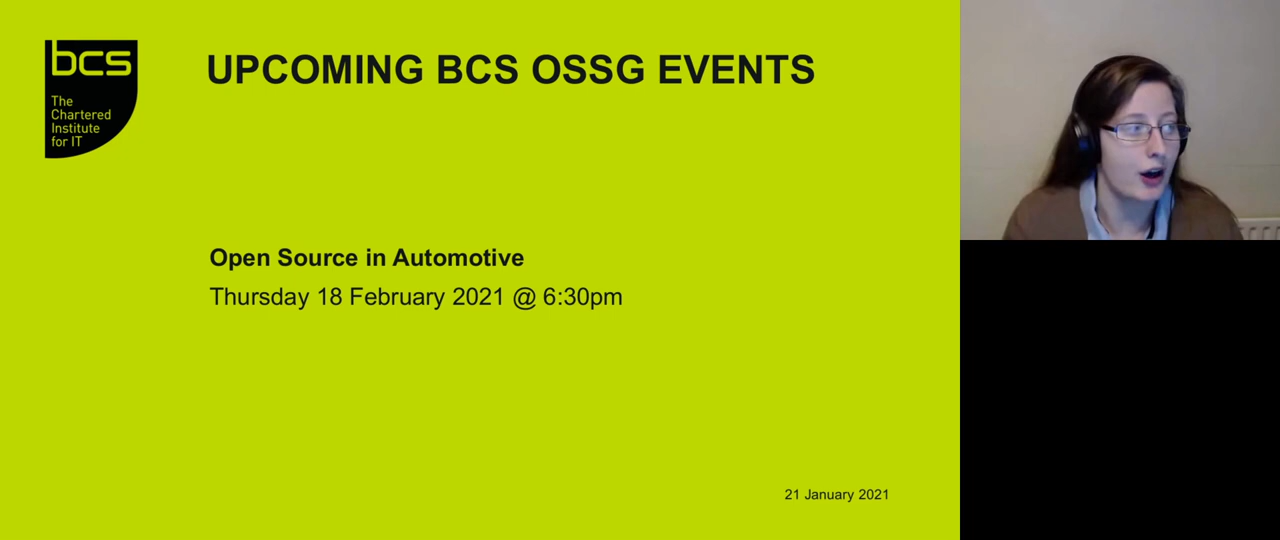 bcs
The
Chartered
Institute
for IT
UPCOMING BCS OSSG EVENTS
Open Source in Automotive
Thursday 18 February 2021 @ 6:30pm
21 January 2021